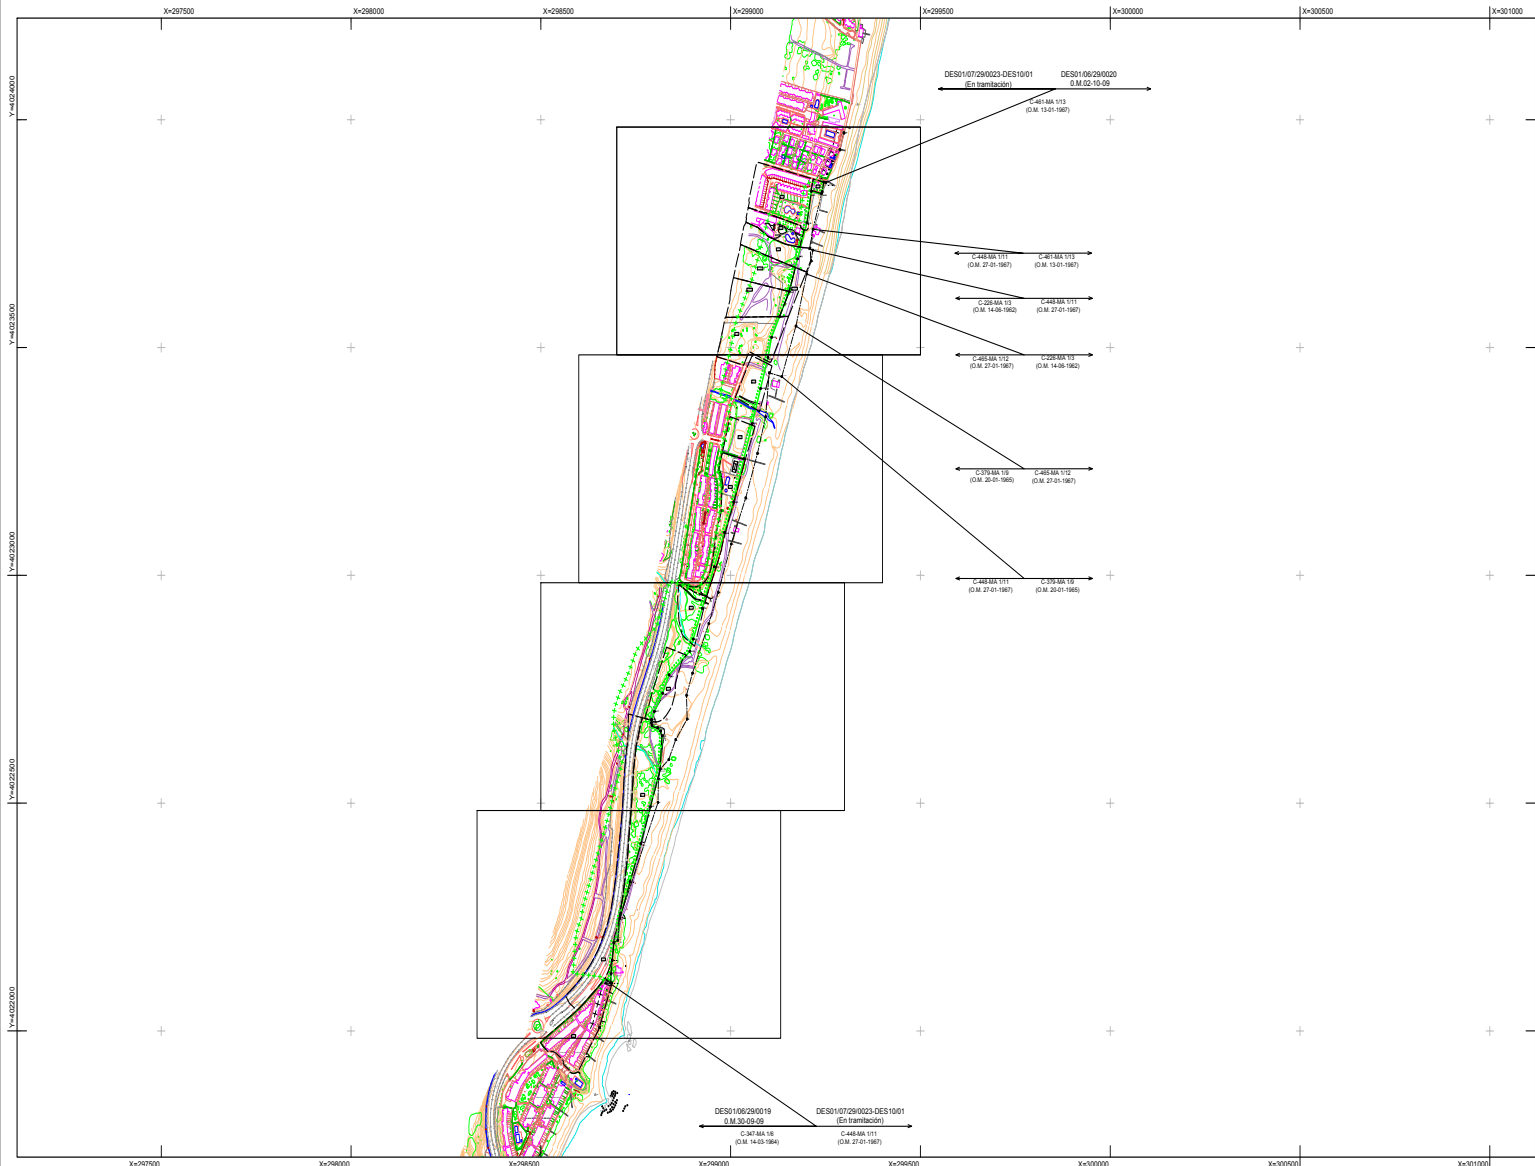 X=297500 X=298000 X=298500 X=299000 X=299500 X=300000 X=300500 X=301000
Y=4024000
Y=4023500
Y=4023000
Y=4022500
Y=4022000
DES01/07/29/0023-DES10/01 DES01/06/29/0020
(En tramitación) O.M.02-10-09
C-461-MA 1/13
(O.M. 13-01-1967)
C-448-MA 1/11 C-461-MA 1/13
(O.M. 27-01-1967) (O.M. 13-01-1967)
C-226-MA 1/3 C-448-MA 1/11
(O.M. 14-06-1962) (O.M. 27-01-1967)
C-465-MA 1/12 C-226-MA 1/3
(O.M. 27-01-1967) (O.M. 14-06-1962)
C-379-MA 1/9 C-465-MA 1/12
(O.M. 20-01-1965) (O.M. 27-01-1967)
C-448-MA 1/11 C-379-MA 1/9
(O.M. 27-01-1967) (O.M. 20-01-1965)
DES01/06/29/0019 DES01/07/29/0023-DES10/01
O.M.30-09-09 (En tramitación)
C-347-MA 1/6 C-448-MA 1/11
(O.M. 14-03-1964) (O.M. 27-01-1967)
X=297500 X=298000 X=298500 X=299000 X=299500 X=300000 X=300500 X=301000